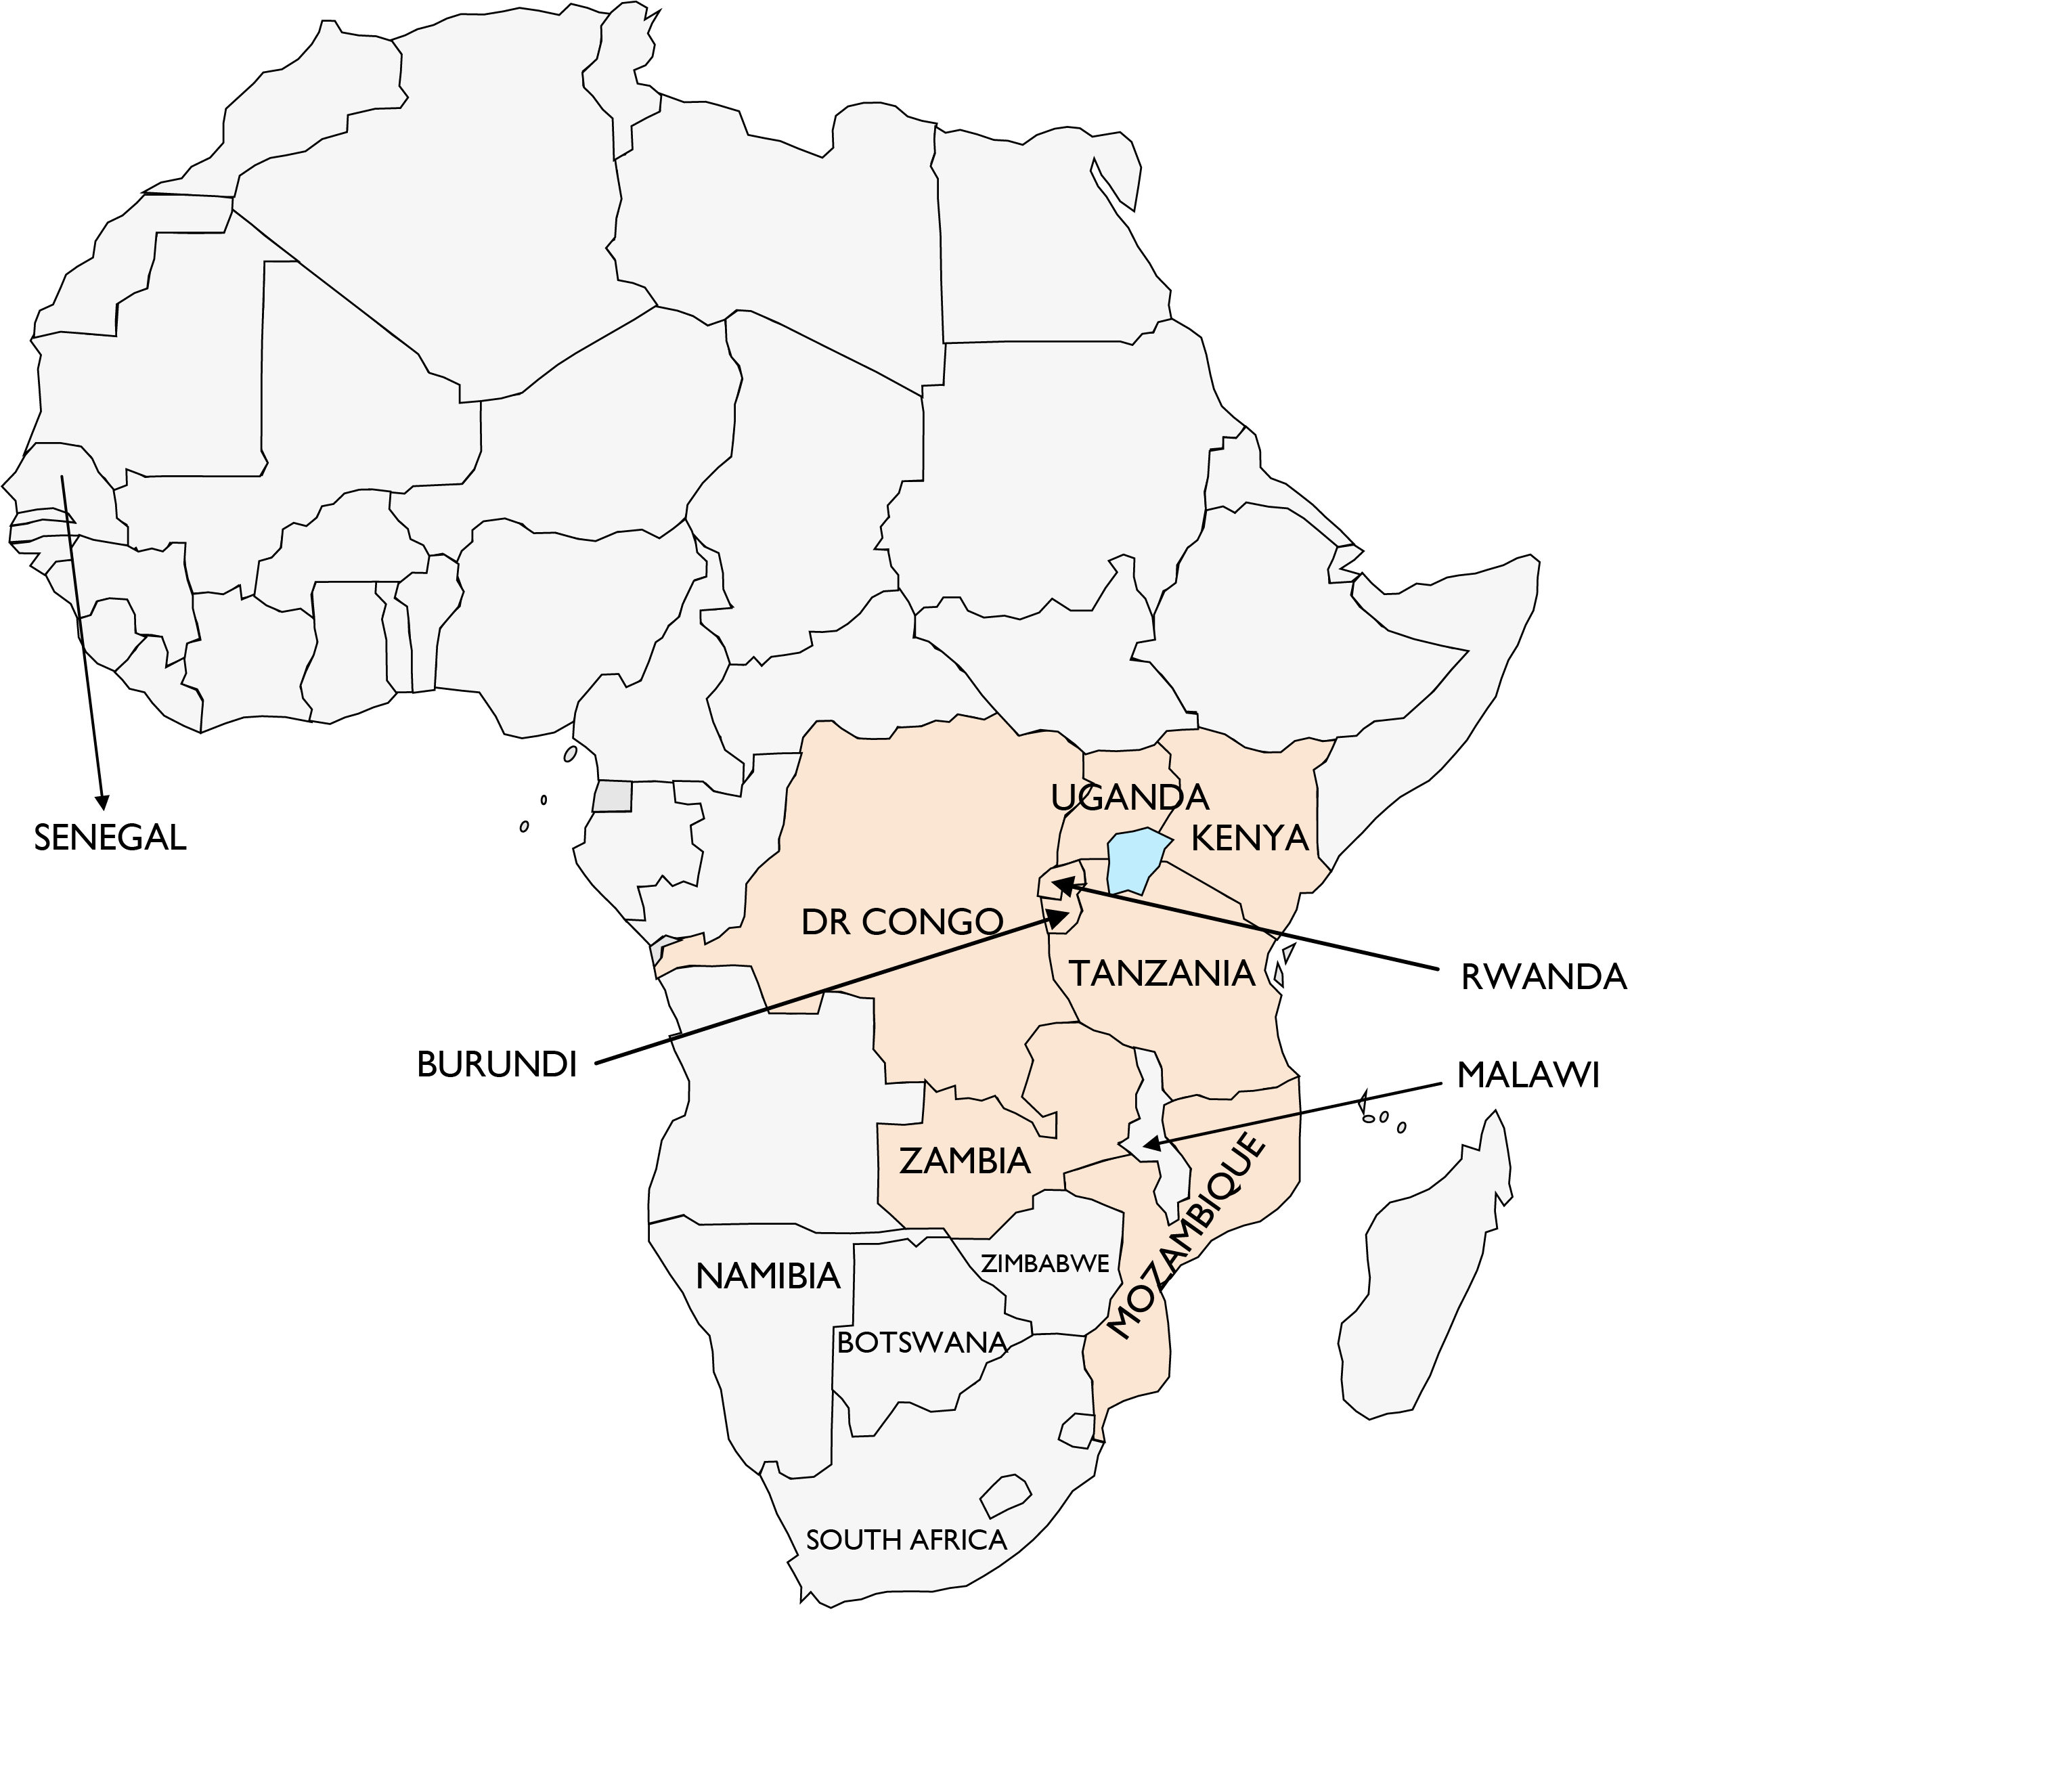 UGANDA
KENYA
SENEGAL
DR CONGO
TANZANIA
RWANDA
BURUNDI
MALAWI
ZAMBIA
MOZAMBIQUE
ZIMBABWE
NAMIBIA
BOTSWANA
SOUTH AFRICA